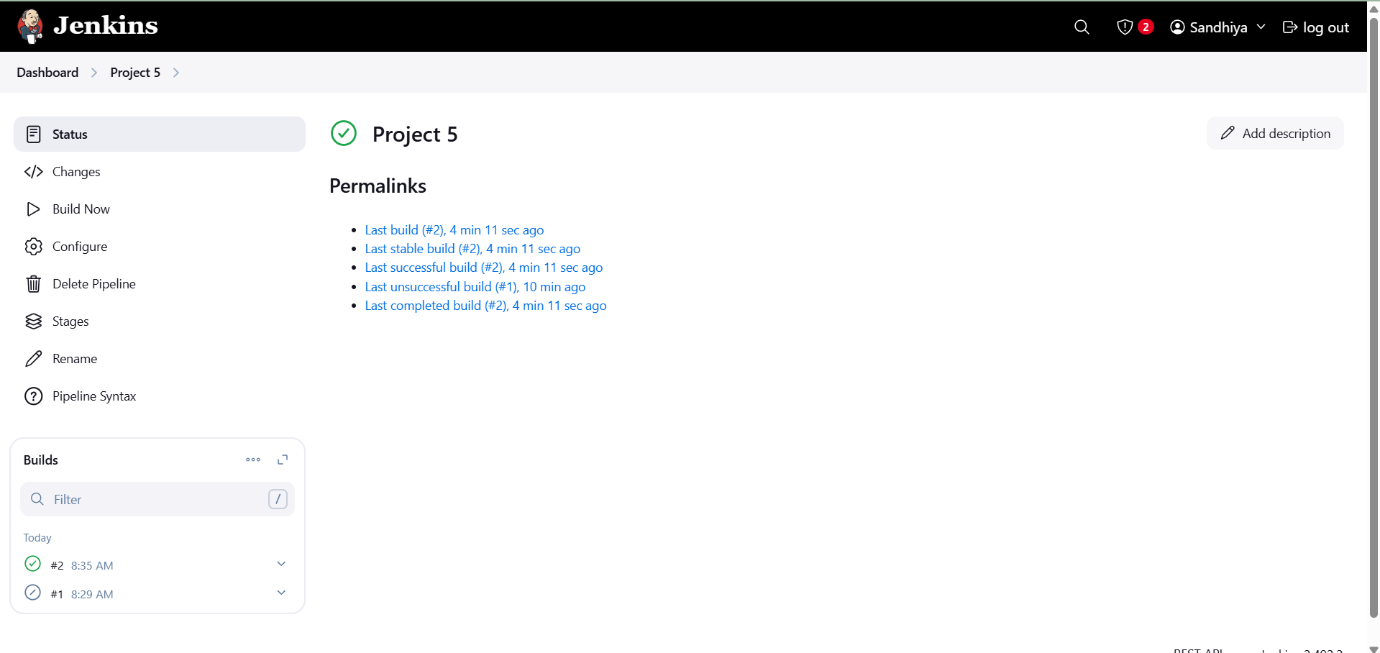 Jenkins
2 Sandhiya log out
Dashboard Project 5
Status
Changes
Build Now
Configure
Delete Pipeline
Stages
Rename
Pipeline Syntax
Project 5
Add description
Permalinks
Last build (#2), 4 min 11 sec ago
Last stable build (#2), 4 min 11 sec ago
Last successful build (#2), 4 min 11 sec ago
Last unsuccessful build (#1), 10 min ago
Last completed build (#2), 4 min 11 sec ago
Builds
Filter /
Today
#2 8:35 AM
#1 8:29 AM
REST API